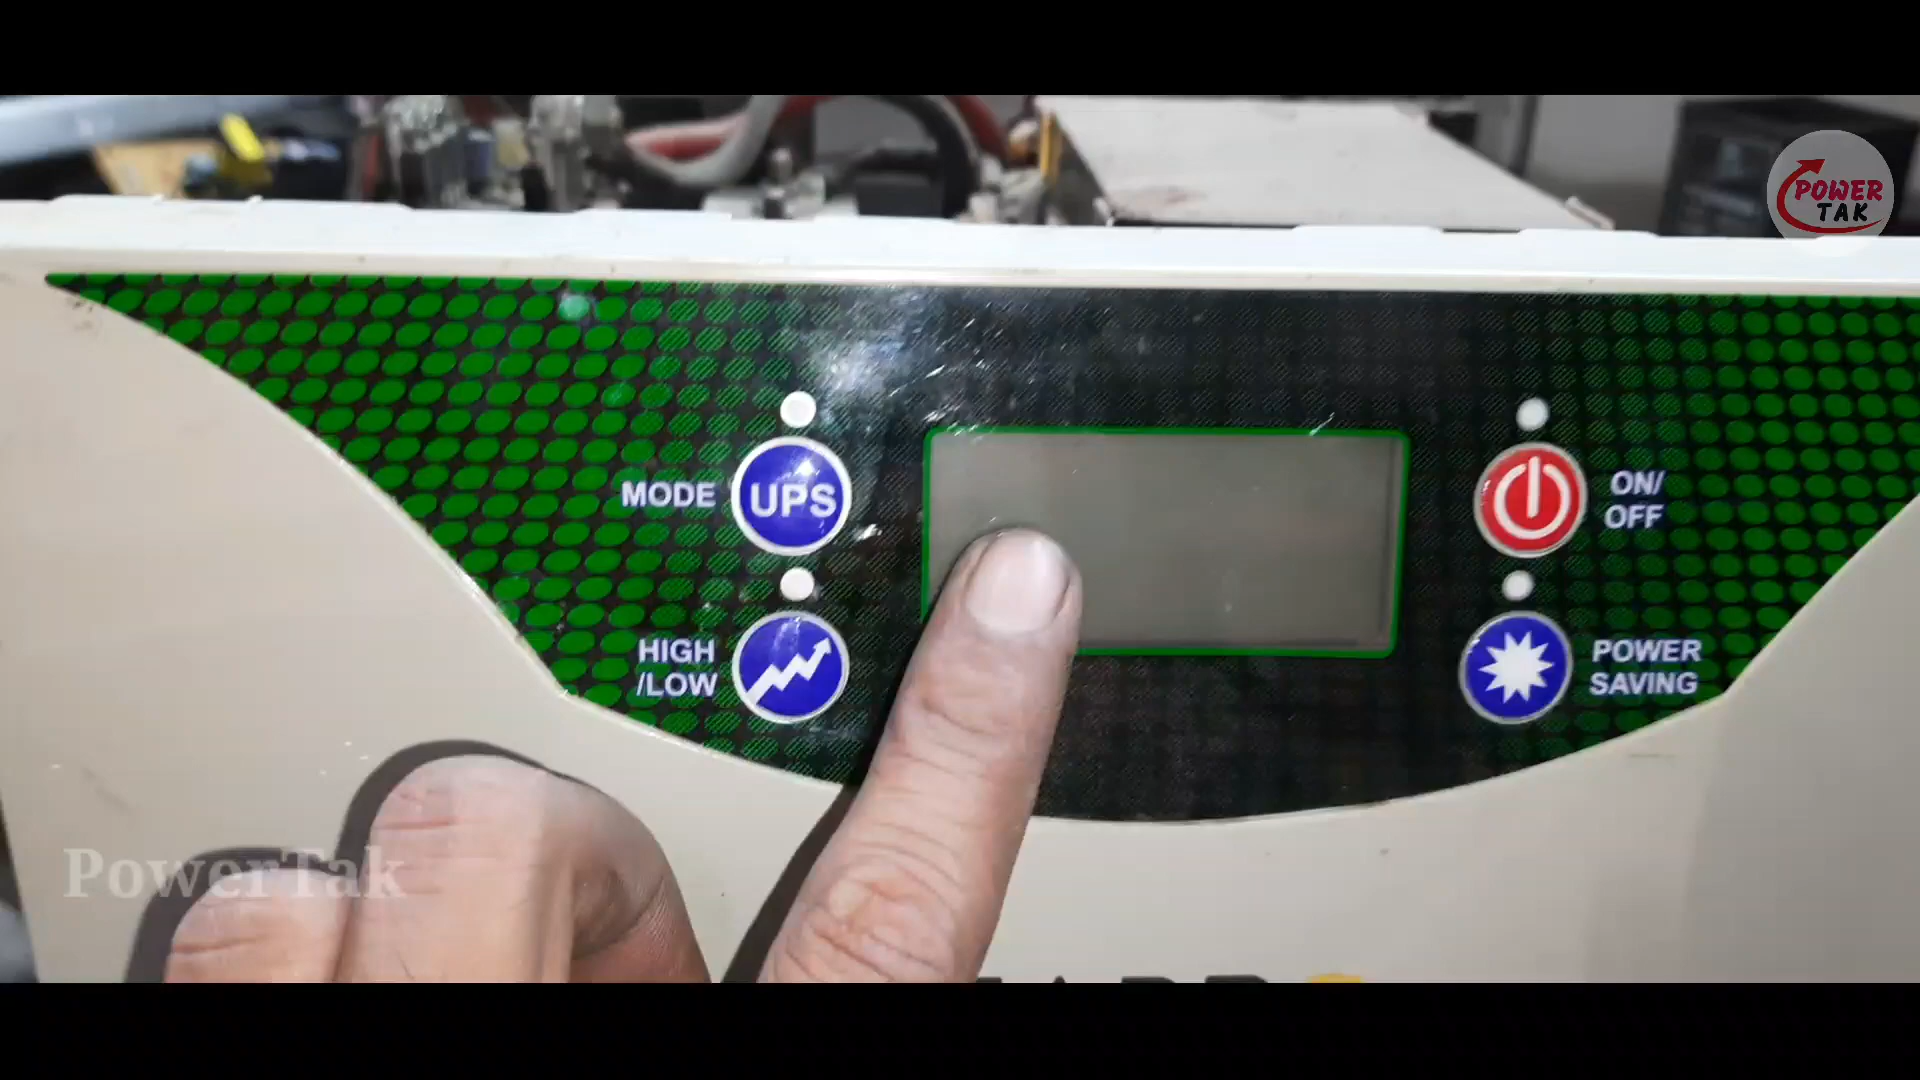 POWER
TAK
MODE
UPS
ON/
OFF
HIGH
/LOW
POWER
SAVING
PowerTak